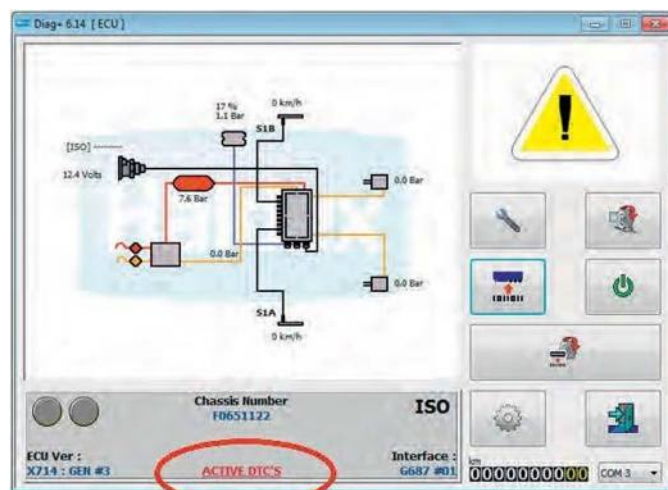 Diag+ 6.14 [ ECU ]
17 %
1.1 Bar
0 km/h
S1B
[ISO]
12.4 Volts
7.6 Bar
0.0 Bar
0.0 Bar
0.0 Bar
S1A
0 km/h
Chassis Number
F0651122
ISO
ECU Ver :
X714 : GEN #3
ACTIVE DTC'S
Interface :
G687 #01
km
0000000000
COM 3